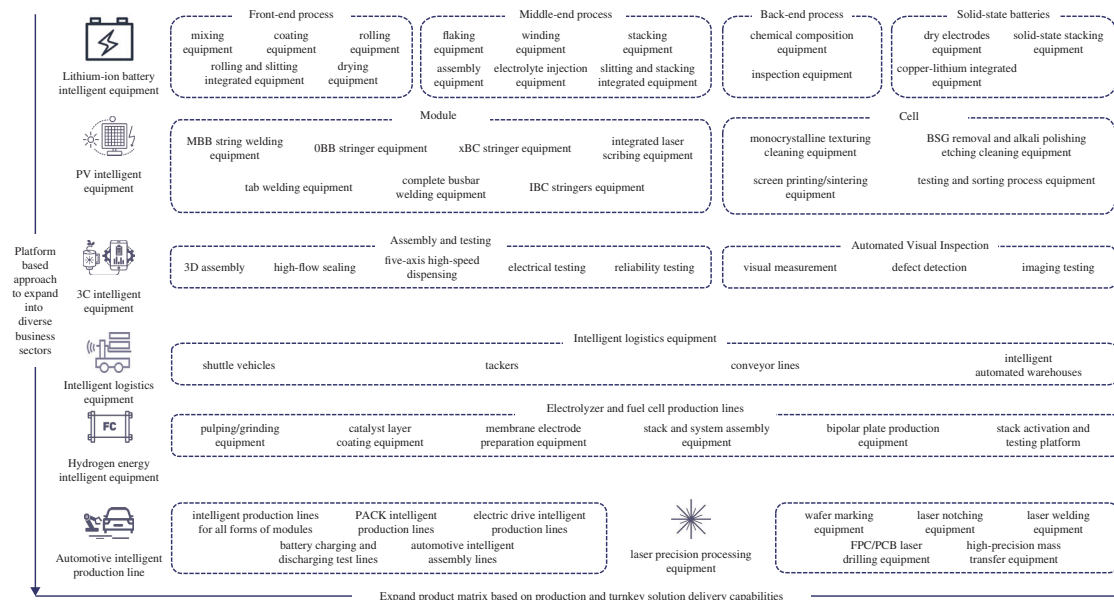 Front-end process
Middle-end process
Back-end process
Solid-state batteries
mixing
equipment
coating
equipment
rolling
equipment
rolling and slitting
integrated equipment
drying
equipment
flaking
equipment
winding
equipment
stacking
equipment
assembly
equipment
electrolyte injection
equipment
slitting and stacking
integrated equipment
chemical composition
equipment
inspection equipment
dry electrodes
equipment
solid-state stacking
equipment
copper-lithium integrated
equipment
Lithium-ion battery
intelligent equipment
Module
Cell
MBB string welding
equipment
0BB stringer equipment
xBC stringer equipment
integrated laser
scribing equipment
tab welding equipment
complete busbar
welding equipment
IBC stringers equipment
monocrystalline texturing
cleaning equipment
BSG removal and alkali polishing
etching cleaning equipment
screen printing/sintering
equipment
testing and sorting process equipment
PV intelligent
equipment
Platform
based
approach
to expand
into
diverse
business
sectors
Assembly and testing
Automated Visual Inspection
3D assembly
high-flow sealing
five-axis high-speed
dispensing
electrical testing
reliability testing
visual measurement
defect detection
imaging testing
3C intelligent
equipment
Intelligent logistics equipment
shuttle vehicles
tackers
conveyor lines
intelligent
automated warehouses
Intelligent logistics
equipment
Electrolyzer and fuel cell production lines
FC
pulping/grinding
equipment
catalyst layer
coating equipment
membrane electrode
preparation equipment
stack and system assembly
equipment
bipolar plate production
equipment
stack activation and
testing platform
Hydrogen energy
intelligent equipment
intelligent production lines
for all forms of modules
PACK intelligent
production lines
electric drive intelligent
production lines
battery charging and
discharging test lines
automotive intelligent
assembly lines
Automotive intelligent
production line
laser precision processing
equipment
wafer marking
equipment
laser notching
equipment
laser welding
equipment
FPC/PCB laser
drilling equipment
high-precision mass
transfer equipment
Expand product matrix based on production and turnkey solution delivery capabilities